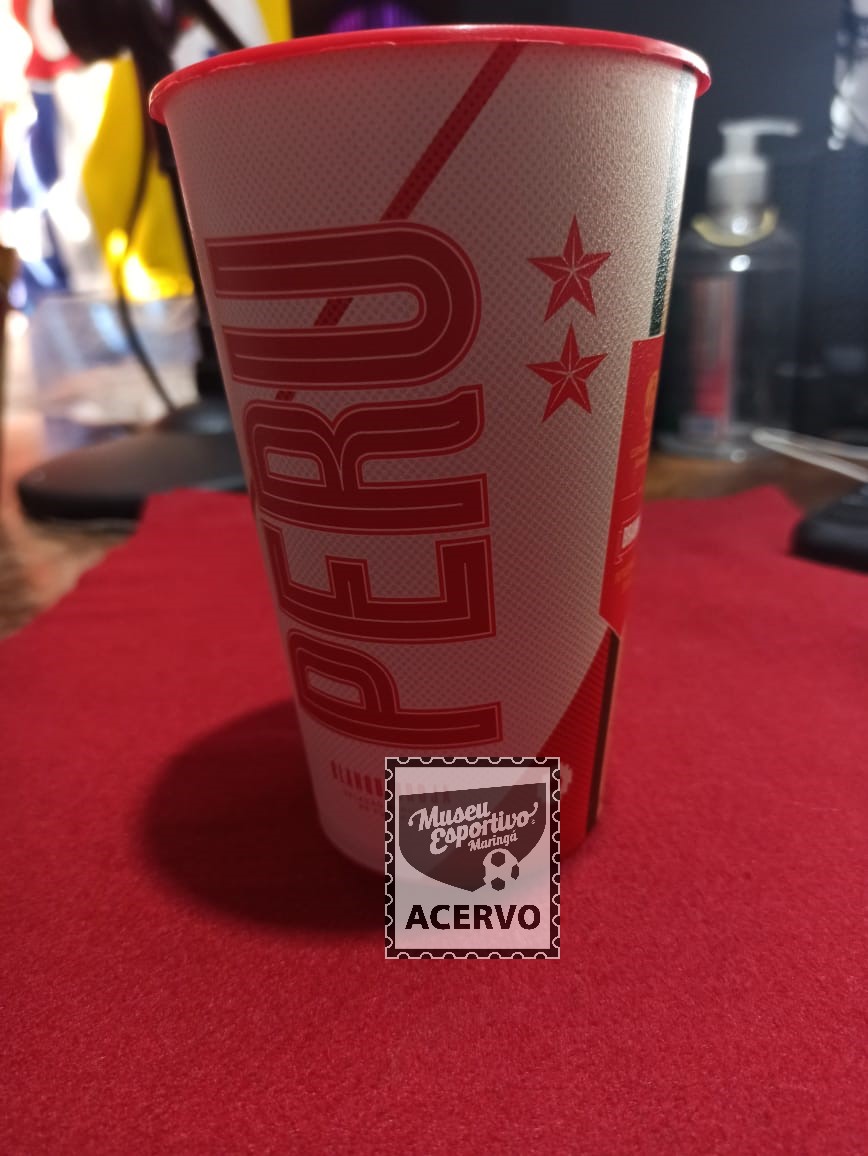 PERU
Museu
Esportivo
Maringá
ACERVO